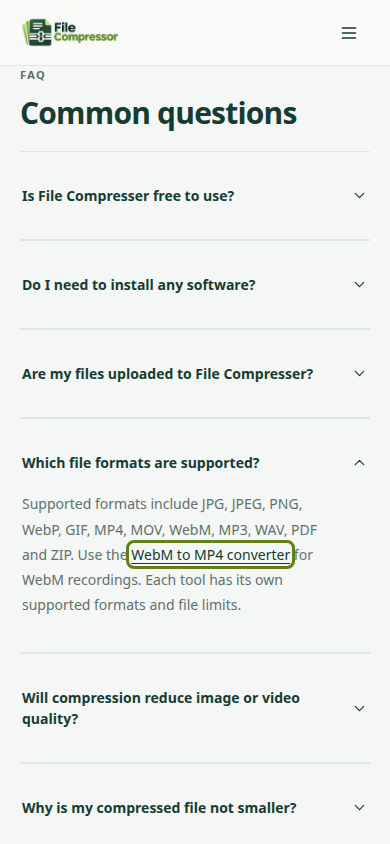 File
Compressor
FAQ
Common questions
Is File Compresser free to use?
Do I need to install any software?
Are my files uploaded to File Compresser?
Which file formats are supported?
Supported formats include JPG, JPEG, PNG,
WebP, GIF, MP4, MOV, WebM, MP3, WAV, PDF
and ZIP. Use the WebM to MP4 converter for
WebM recordings. Each tool has its own
supported formats and file limits.
Will compression reduce image or video
quality?
Why is my compressed file not smaller?